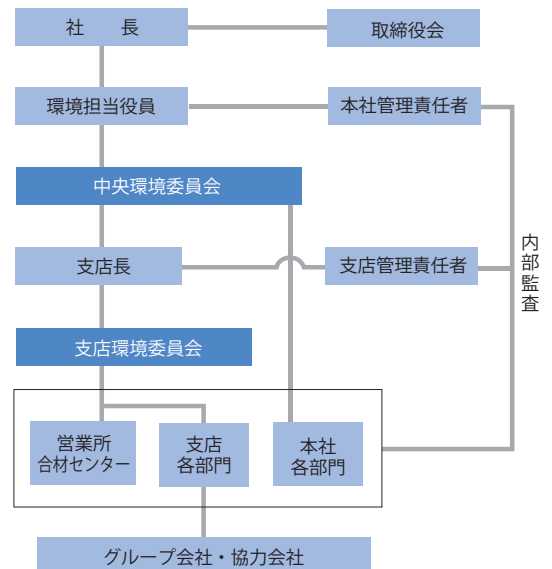 社　長
取締役会
環境担当役員
本社管理責任者
中央環境委員会
支店長
支店管理責任者
内部監査
支店環境委員会
営業所
合材センター
支店
各部門
本社
各部門
グループ会社・協力会社